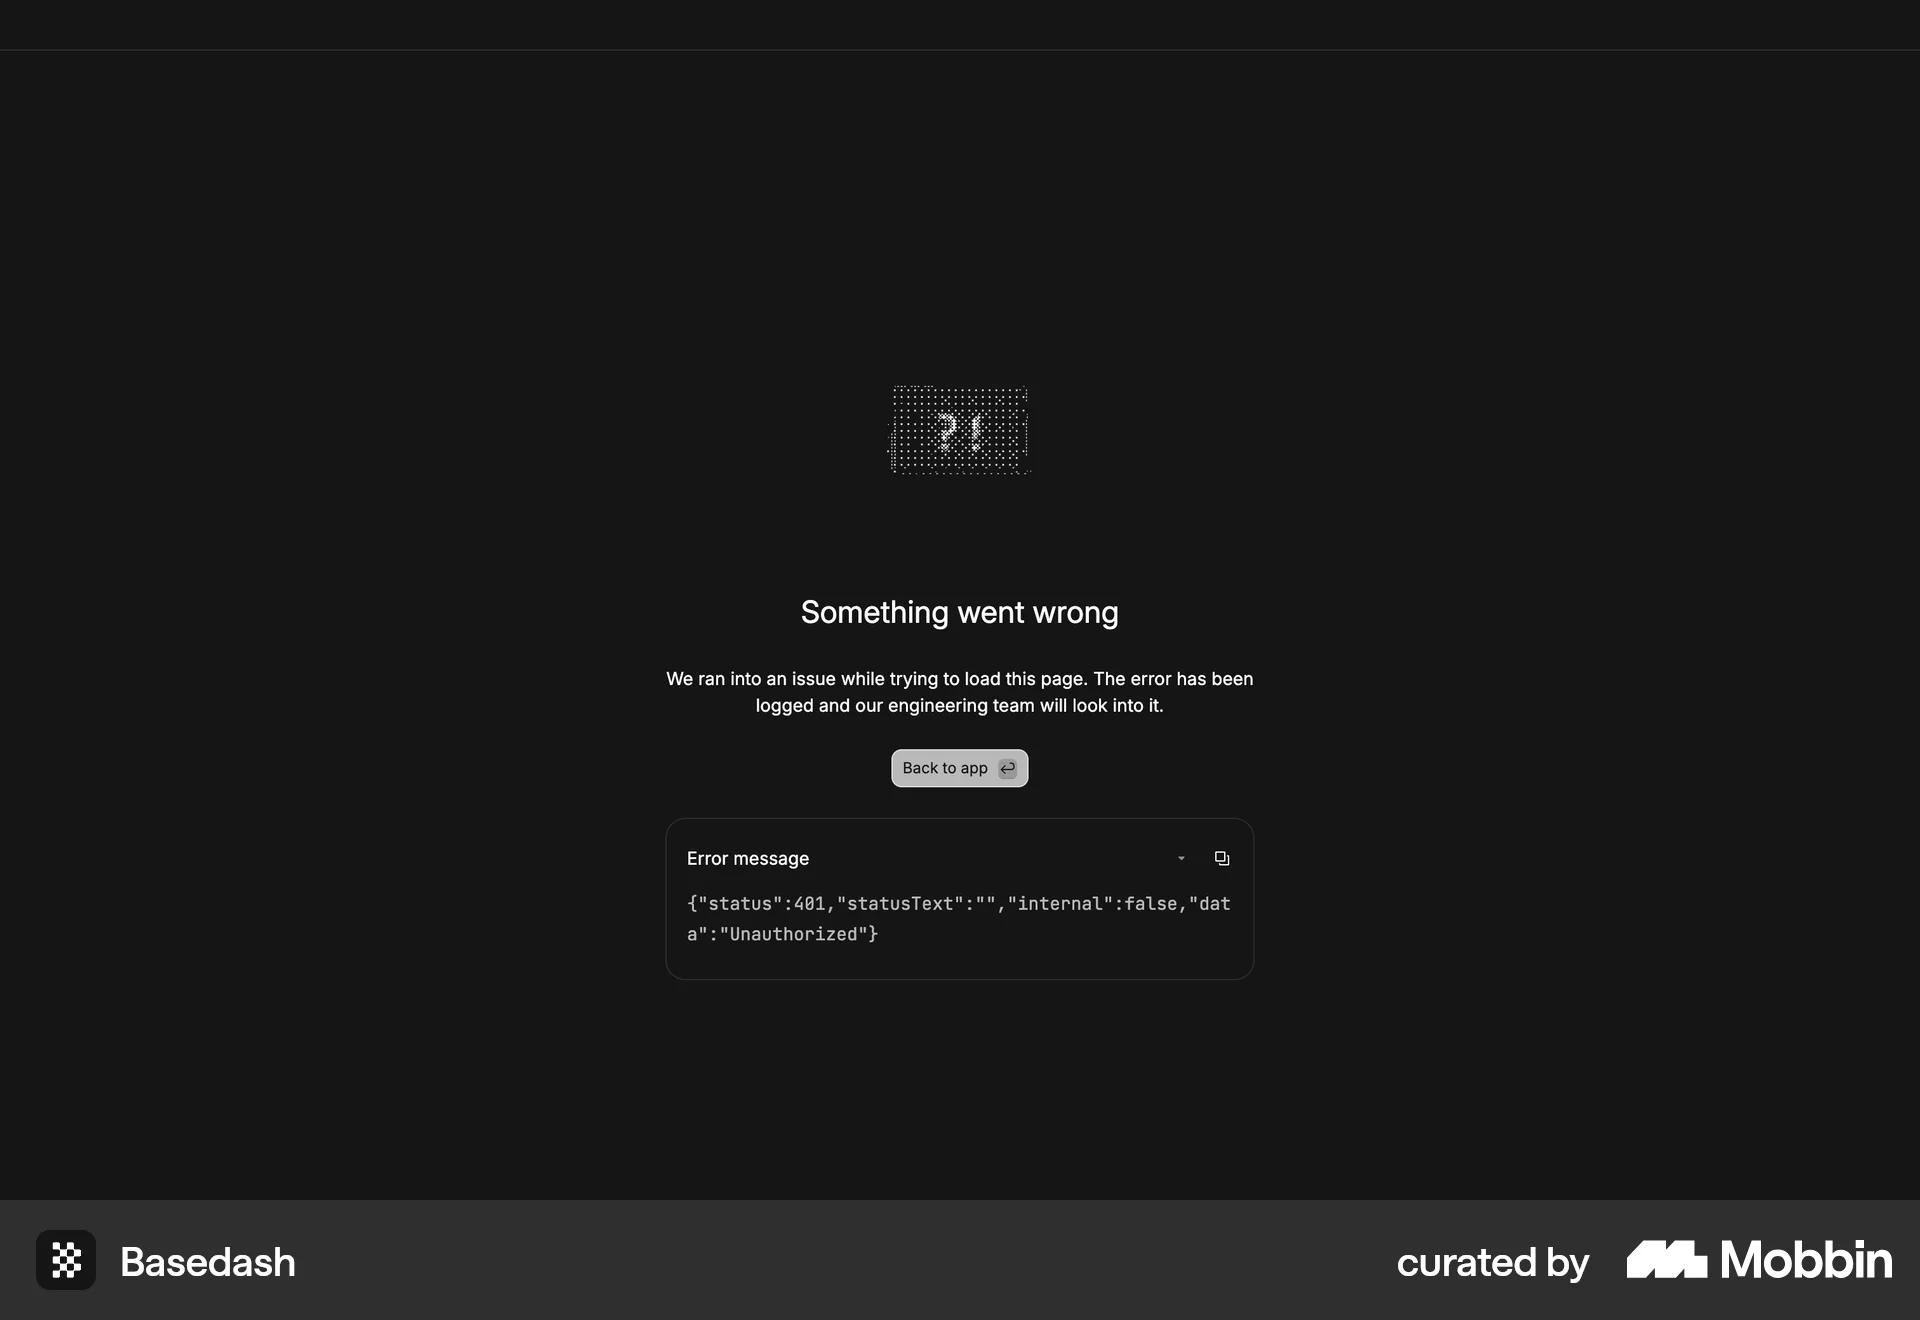 ?!
Something went wrong
We ran into an issue while trying to load this page. The error has been
logged and our engineering team will look into it.
Back to app
Error message
{"status":401,"statusText":"","internal":false,"dat
a":"Unauthorized"}
Basedash
curated by Mobbin